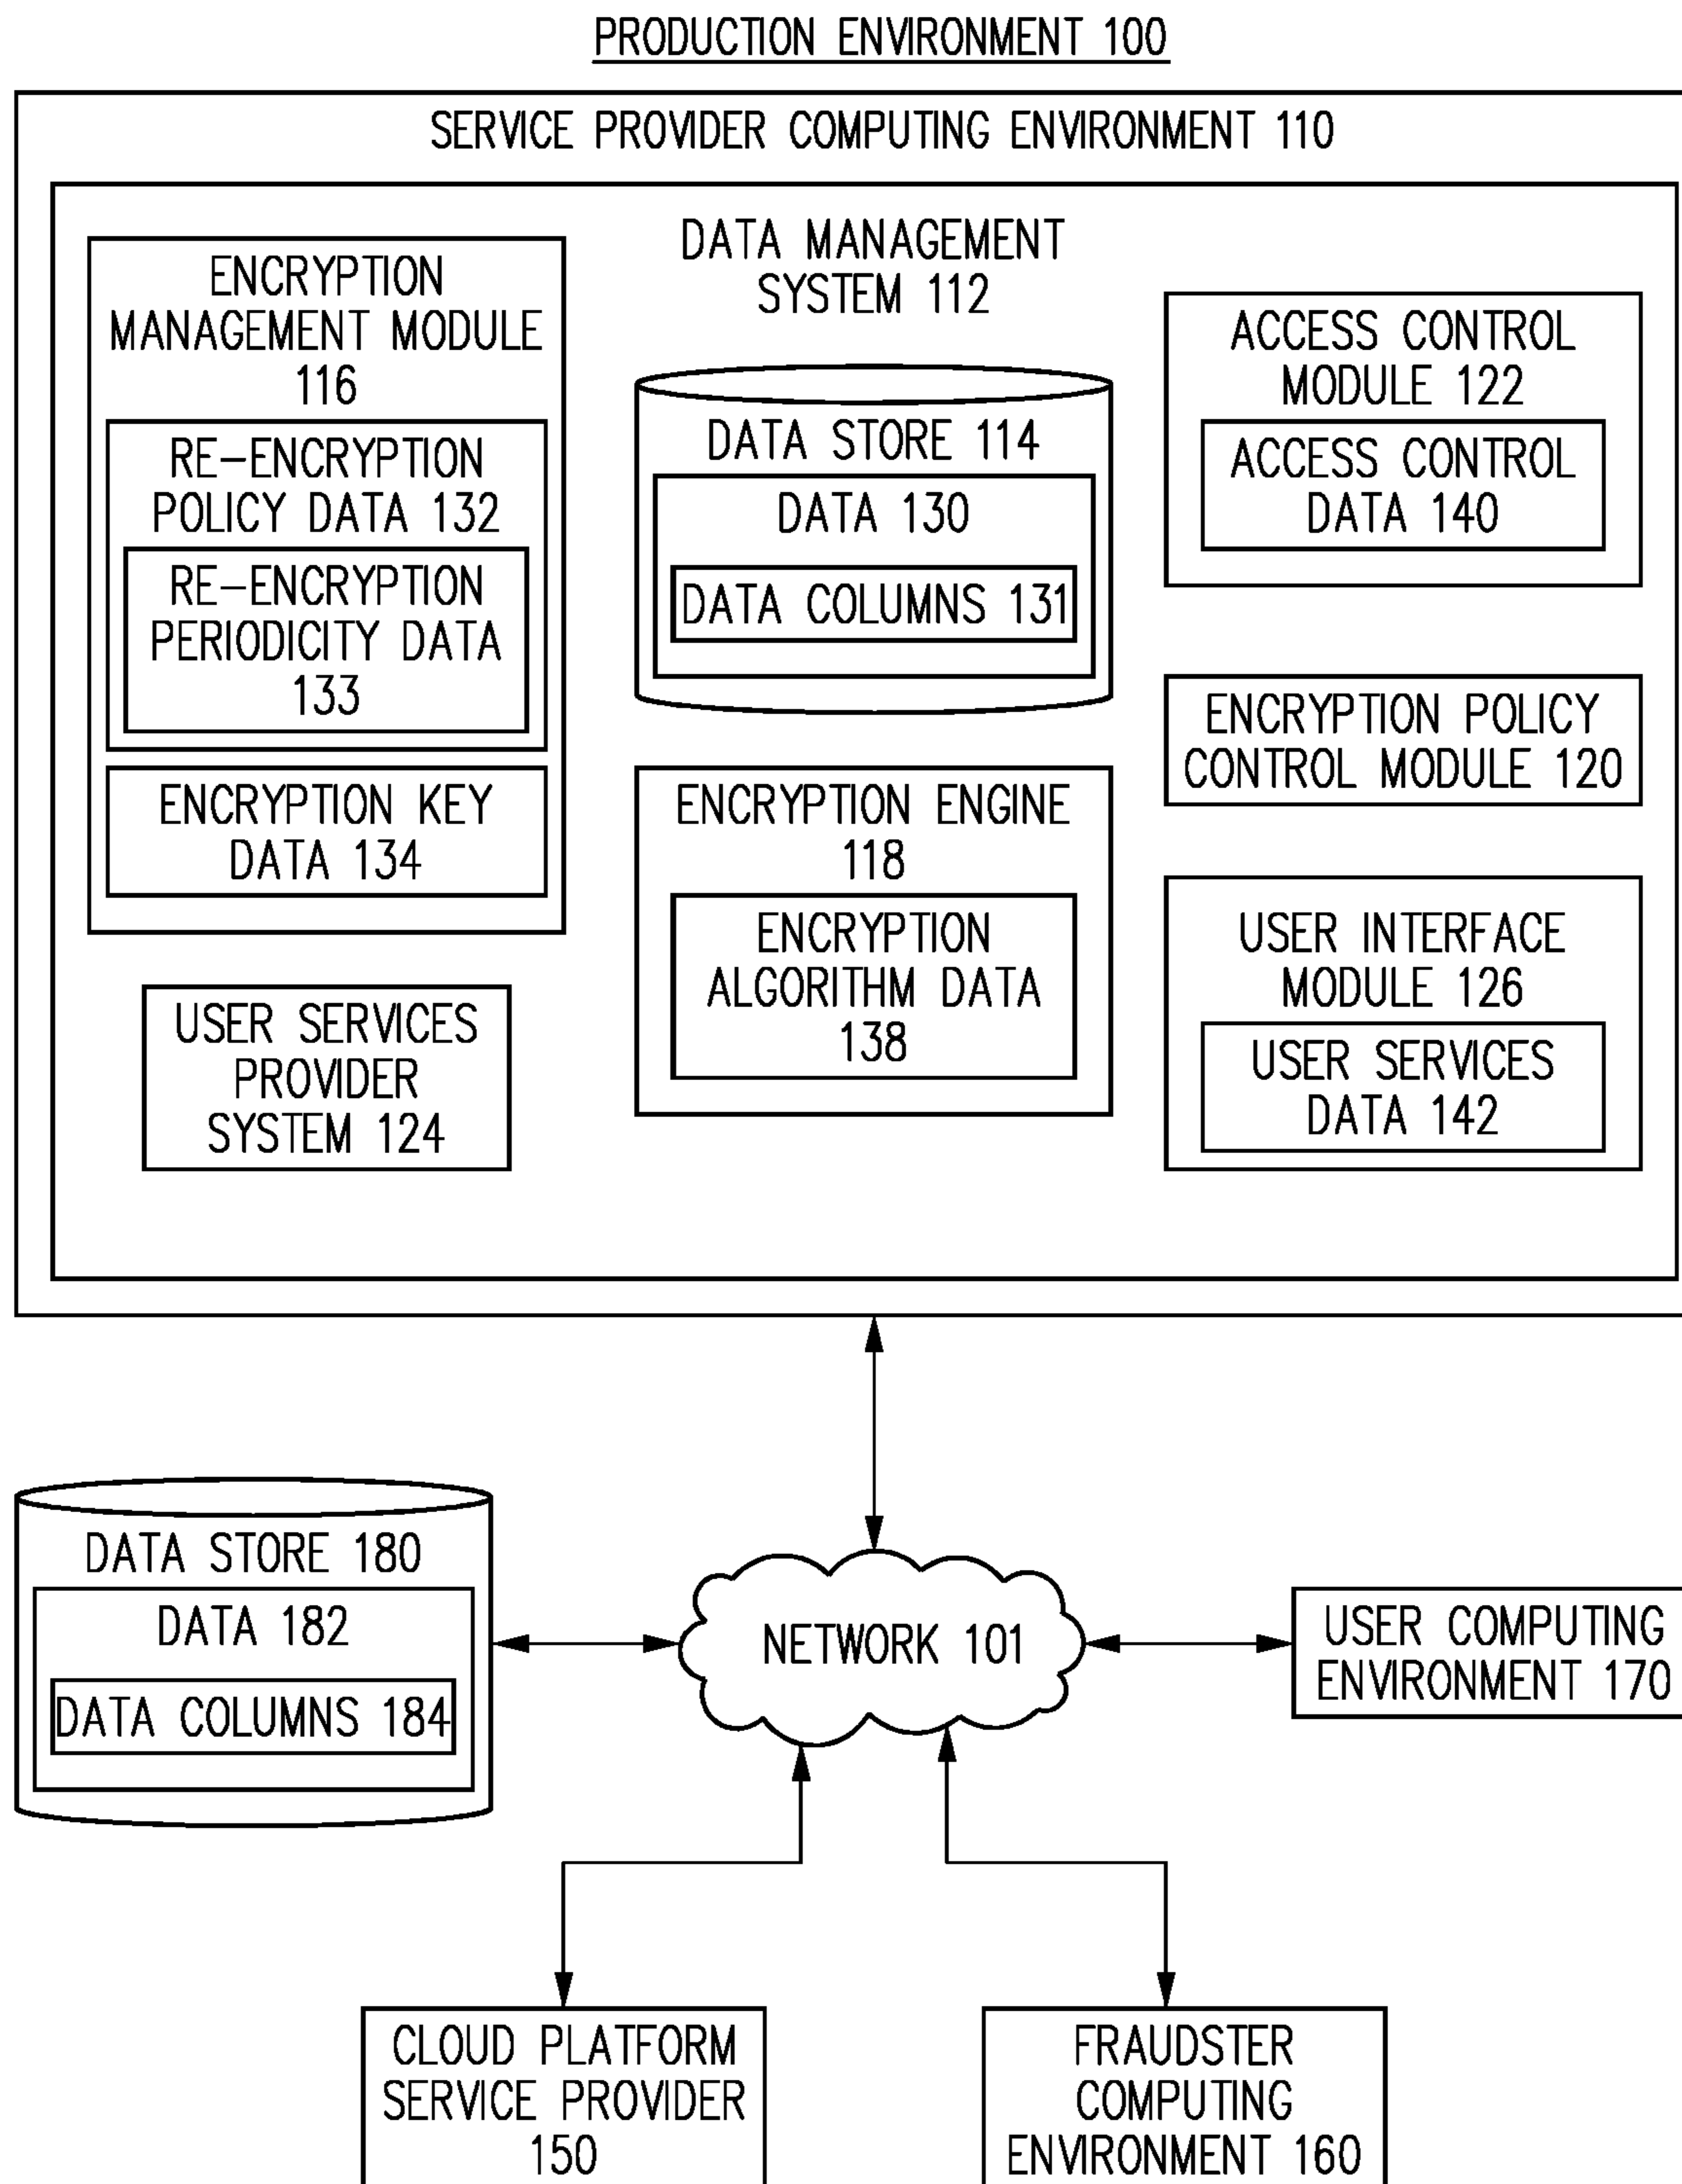 PRODUCTION ENVIRONMENT 100
SERVICE PROVIDER COMPUTING ENVIRONMENT 110
DATA MANAGEMENT
SYSTEM 112
ENCRYPTION
MANAGEMENT MODULE
116
RE-ENCRYPTION
POLICY DATA 132
RE-ENCRYPTION
PERIODICITY DATA
133
ENCRYPTION KEY
DATA 134
USER SERVICES
PROVIDER
SYSTEM 124
DATA STORE 114
DATA 130
DATA COLUMNS 131
ENCRYPTION ENGINE
118
ENCRYPTION
ALGORITHM DATA
138
ACCESS CONTROL
MODULE 122
ACCESS CONTROL
DATA 140
ENCRYPTION POLICY
CONTROL MODULE 120
USER INTERFACE
MODULE 126
USER SERVICES
DATA 142
DATA STORE 180
DATA 182
DATA COLUMNS 184
NETWORK 101
USER COMPUTING
ENVIRONMENT 170
CLOUD PLATFORM
SERVICE PROVIDER
150
FRAUDSTER
COMPUTING
ENVIRONMENT 160